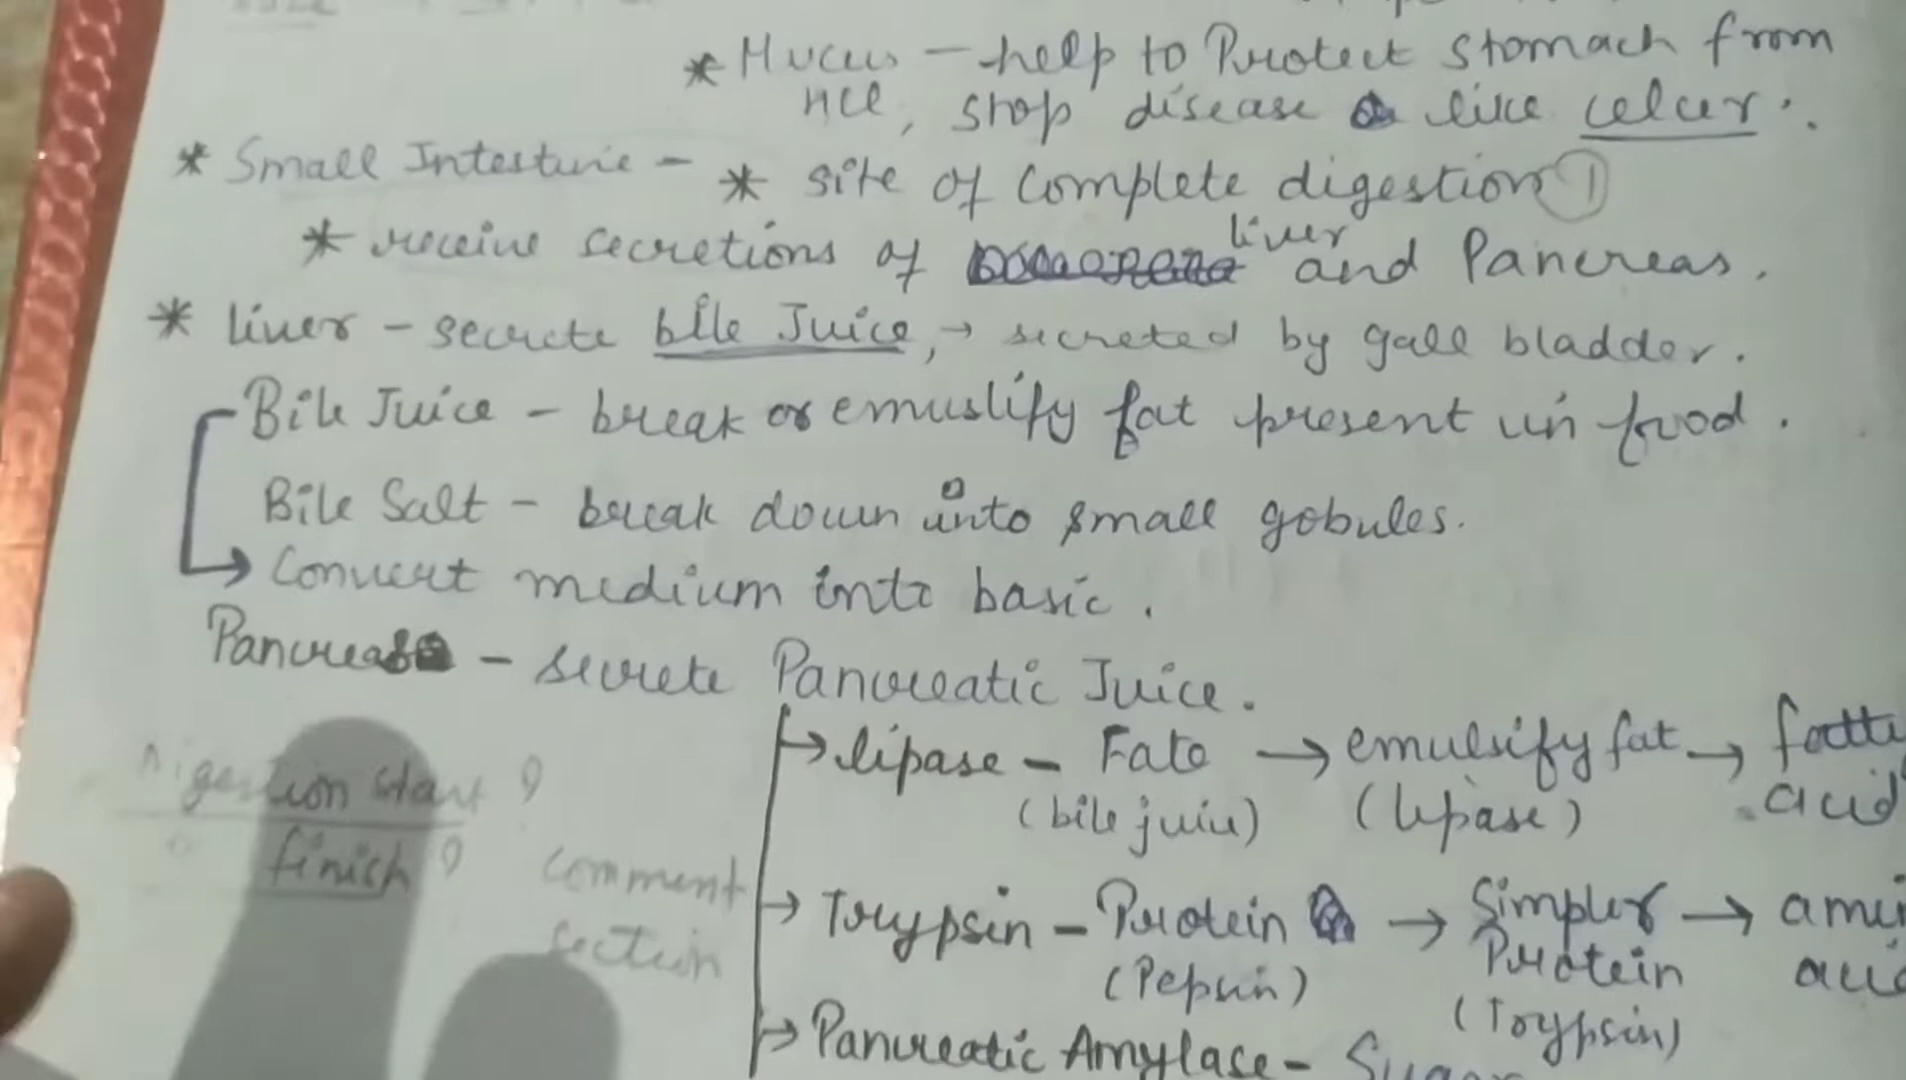 * Mucus – help to Protect stomach from
HCl, stop disease like ulcer.
* Small Intestine – * site of complete digestion ①
* receive secretions of liver and Pancreas.
* liver – secrete bile Juice, → secreted by gall bladder.
Bile Juice – break or emuslify fat present in food.
Bile Salt – break down into small gobules.
→ Convert medium into basic.
Pancreas – secrete Pancreatic Juice.
→ lipase – Fats → emulsify fat → fatty
(bile juice) (lipase) acid
Digestion start ?
finish ? comment
section
→ Trypsin – Protein → Simpler → ami
(Pepsin) Protein aci
(Trypsin)
→ Pancreatic Amylase – Sugar